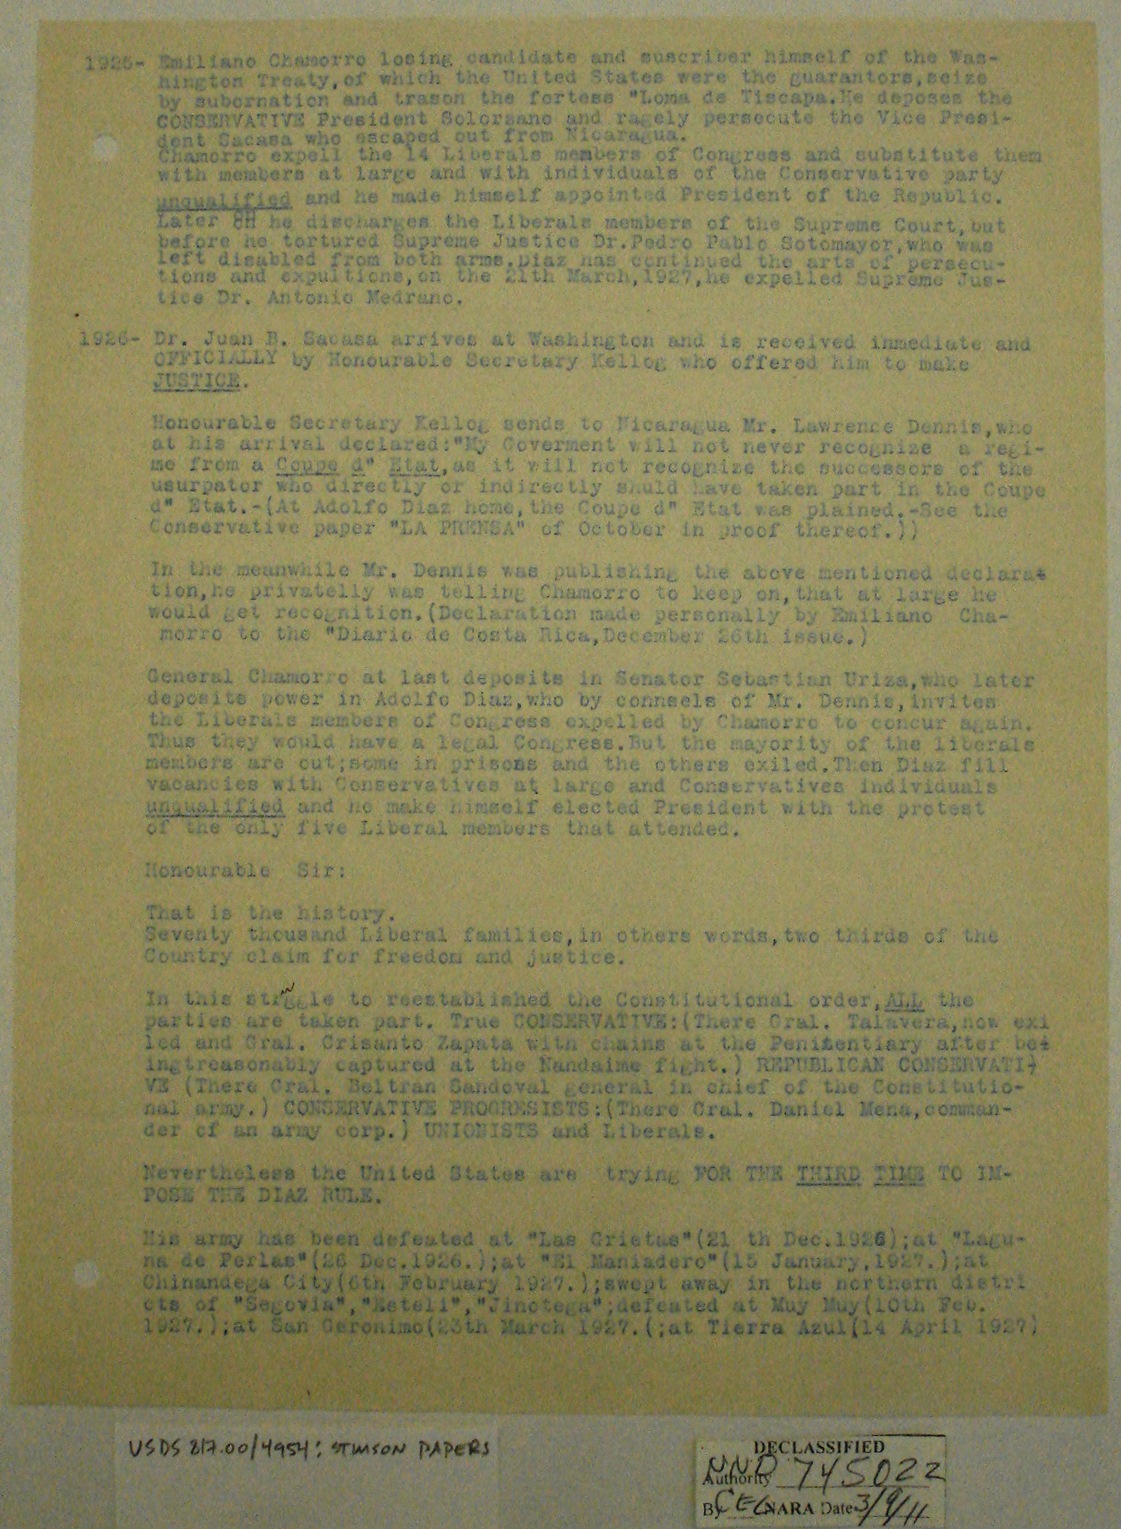 1925- Emiliano Chamorro losing candidate and suscriber himself of the Was-
hington Treaty,of which the United States were the guarantors,seize
by subornation and trason the fortess "Loma de Tiscapa.He deposes the
CONSERVATIVE President Solorzano and ragely persecute the Vice Presi-
dent Sacasa who escaped out from Nicaragua.
Chamorro expell the 14 Liberals members of Congress and substitute them
with members at large and with individuals of the Conservative party
unqualified and he made himself appointed President of the Republic.
Later on he discharges the Liberals members of the Supreme Court,but
before he tortured Supreme Justice Dr.Pedro Pablo Sotomayor,who was
left disabled from both arms.Diaz has continued the arts of persecu-
tions and expultions,on the 21th March,1927,he expelled Supreme Jus-
tice Dr. Antonio Medrano.
1926- Dr. Juan B. Sacasa arrives at Washington and is received inmediate and
OFFICIALLY by Honourable Secretary Kellog who offered him to make
JUSTICE.
Honourable Secretary Kellog sends to Nicaragua Mr. Lawrence Dennis,who
at his arrival declared:"My Goverment will not never recognize a regi-
me from a Coupe d" Etat,as it will not recognize the successors of the
usurpator who directly or indirectly should have taken part in the Coupe
d" Etat.-(At Adolfo Diaz home,the Coupe d" Etat was plained.-See the
Conservative paper "LA PRENSA" of October in proof thereof.))
In the meanwhile Mr. Dennis was publishing the above mentioned declara-
tion,he privatelly was telling Chamorro to keep on,that at large he
would get recognition.(Declaration made personally by Emiliano Cha-
morro to the "Diario de Costa Rica,December 26th issue.)
General Chamorro at last deposits in Senator Sebastian Uriza,who later
deposits power in Adolfo Diaz,who by connsels of Mr. Dennis,invites
the Liberals members of Congress expelled by Chamorro to concur again.
Thus they would have a legal Congress.But the mayority of the liberals
members are out;some in prisons and the others exiled.Then Diaz fill
vacancies with Conservatives at large and Conservatives individuals
unqualified and he make himself elected President with the protest
of the only five Liberal members that attended.
Honourable Sir:
That is the history.
Seventy thousand Liberal families,in others words,two thirds of the
Country claim for freedom and justice.
In this struggle to reestablished the Constitutional order,ALL the
parties are taken part. True CONSERVATIVE:(There Gral. Talavera,now exi
led and Gral. Crisanto Zapata with chains at the Penitentiary after bei
ingtreasonably captured at the Nandaime fight.) REPUBLICAN CONSERVATI-
VE (There Gral. Beltran Sandoval general in chief of the Constitutio-
nal army.) CONSERVATIVE PROGRESISTS:(There Gral. Daniel Mena,comman-
der of an army corp.) UNIONISTS and Liberals.
Nevertheless the United States are trying FOR THE THIRD TIME TO IM-
POSE THE DIAZ RULE.
His army has been defeated at "Las Grietas"(21 th Dec.1926);at "Lagu-
na de Perlas"(26 Dec.1926.);at "El Maniadero"(15 January,1927.);at
Chinandega City(6th February 1927.);swept away in the northern distri
cts of "Segovia","Esteli","Jinotega";defeated at Muy Muy(10th Feb.
1927.);at San Geronimo(23th March 1927.(;at Tierra Azul(14 April 1927)
USDS 817.00/4954: STIMSON PAPERS
DECLASSIFIED
Authority NND 745022
By CEC NARA Date 3/9/11